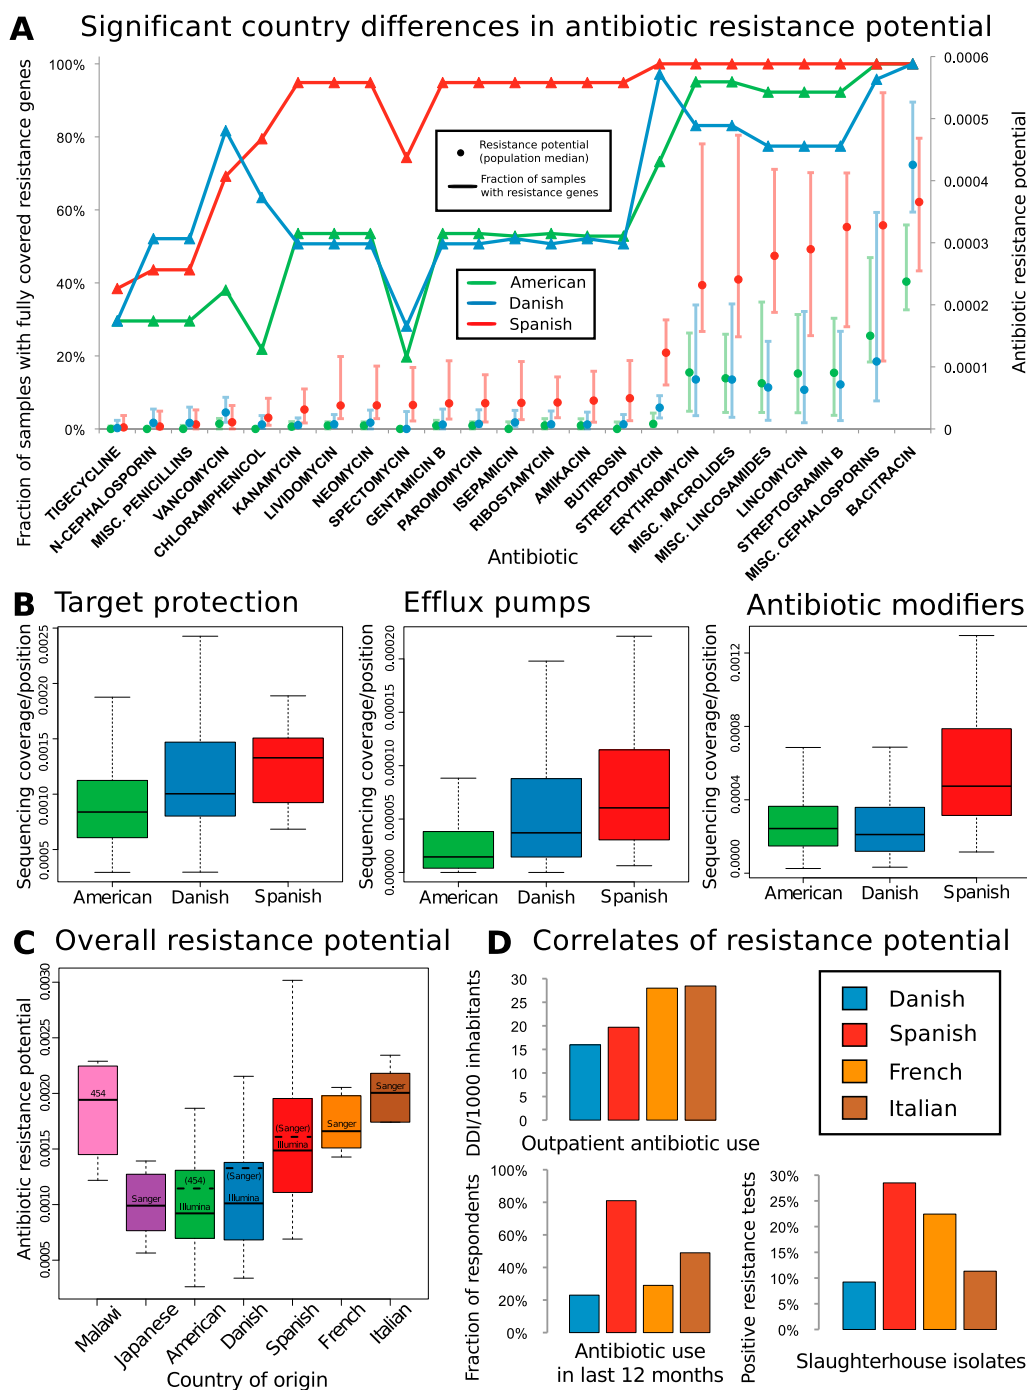 A Significant country differences in antibiotic resistance potential
Fraction of samples with fully covered resistance genes
100%
80%
60%
40%
20%
0%
0.0006
0.0005
0.0004
0.0003
0.0002
0.0001
0
Antibiotic resistance potential
Resistance potential
(population median)
Fraction of samples
with resistance genes
American
Danish
Spanish
TIGECYCLINE
N-CEPHALOSPORIN
MISC. PENICILLINS
VANCOMYCIN
CHLORAMPHENICOL
KANAMYCIN
LIVIDOMYCIN
NEOMYCIN
SPECTOMYCIN
GENTAMICIN B
PAROMOMYCIN
ISEPAMICIN
RIBOSTAMYCIN
AMIKACIN
BUTIROSIN
STREPTOMYCIN
ERYTHROMYCIN
MISC. MACROLIDES
MISC. LINCOSAMIDES
LINCOMYCIN
STREPTOGRAMIN B
MISC. CEPHALOSPORINS
BACITRACIN
Antibiotic
B Target protection
Sequencing coverage/position
0.0025
0.0020
0.0015
0.0010
0.0005
American Danish Spanish
Efflux pumps
Sequencing coverage/position
0.00020
0.00015
0.00010
0.00005
0.00000
American Danish Spanish
Antibiotic modifiers
Sequencing coverage/position
0.0012
0.0008
0.0004
0.0000
American Danish Spanish
C Overall resistance potential
Antibiotic resistance potential
0.0030
0.0025
0.0020
0.0015
0.0010
0.0005
454
Sanger
(454)
Illumina
(Sanger)
Illumina
(Sanger)
Illumina
Sanger
Sanger
Malawi
Japanese
American
Danish
Spanish
French
Italian
Country of origin
D Correlates of resistance potential
DDI/1000 inhabitants
30
25
20
15
10
5
0
Outpatient antibiotic use
Danish
Spanish
French
Italian
Fraction of respondents
100%
80%
60%
40%
20%
0%
Antibiotic use
in last 12 months
Positive resistance tests
30%
25%
20%
15%
10%
5%
0%
Slaughterhouse isolates